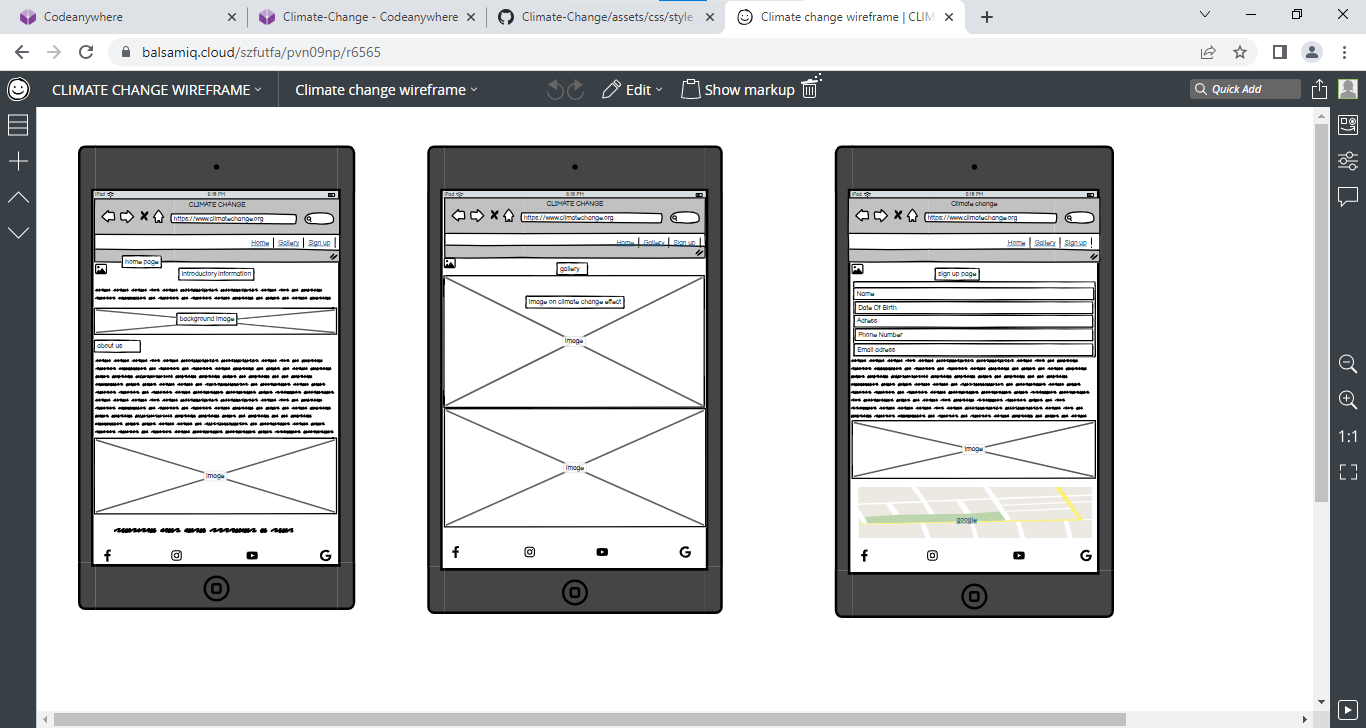 Codeanywhere
Climate-Change - Codeanywhere
Climate-Change/assets/css/style
Climate change wireframe | CLIM
balsamiq.cloud/szfutfa/pvn09np/r6565
CLIMATE CHANGE WIREFRAME
Climate change wireframe
Edit
Show markup
Quick Add
1:1
iPad
6:16 PM
CLIMATE CHANGE
https://www.climatechange.org
Home
Gallery
Sign up
home page
introductory information
background image
about us
Image
iPad
6:16 PM
CLIMATE CHANGE
https://www.climatechange.org
Home
Gallery
Sign up
gallery
Image on climate change effect
Image
Image
iPad
6:16 PM
Climate change
https://www.climatechange.org
Home
Gallery
Sign up
sign up page
Name
Date Of Birth
Adress
Phone Number
Email adress
Image
google